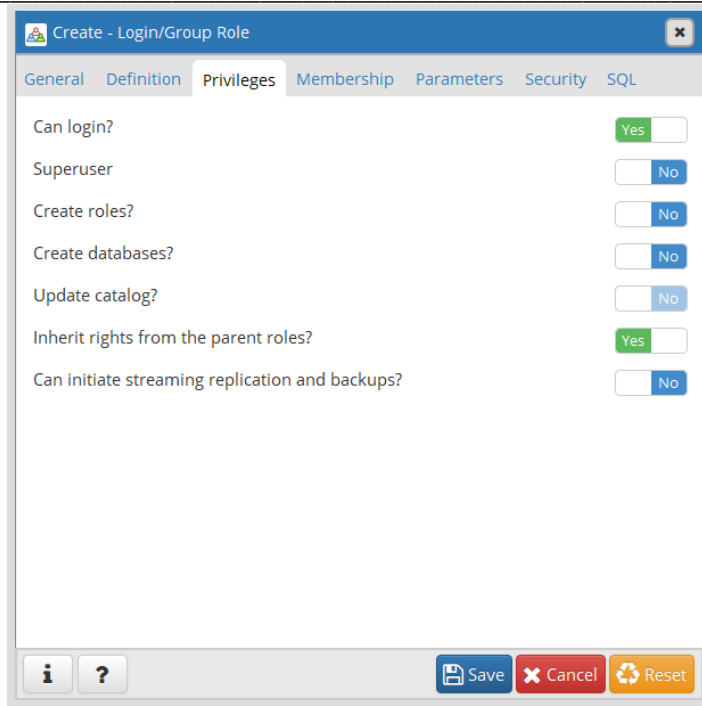 Create - Login/Group Role
General Definition Privileges Membership Parameters Security SQL
Can login? Yes
Superuser No
Create roles? No
Create databases? No
Update catalog? No
Inherit rights from the parent roles? Yes
Can initiate streaming replication and backups? No
i ? Save Cancel Reset